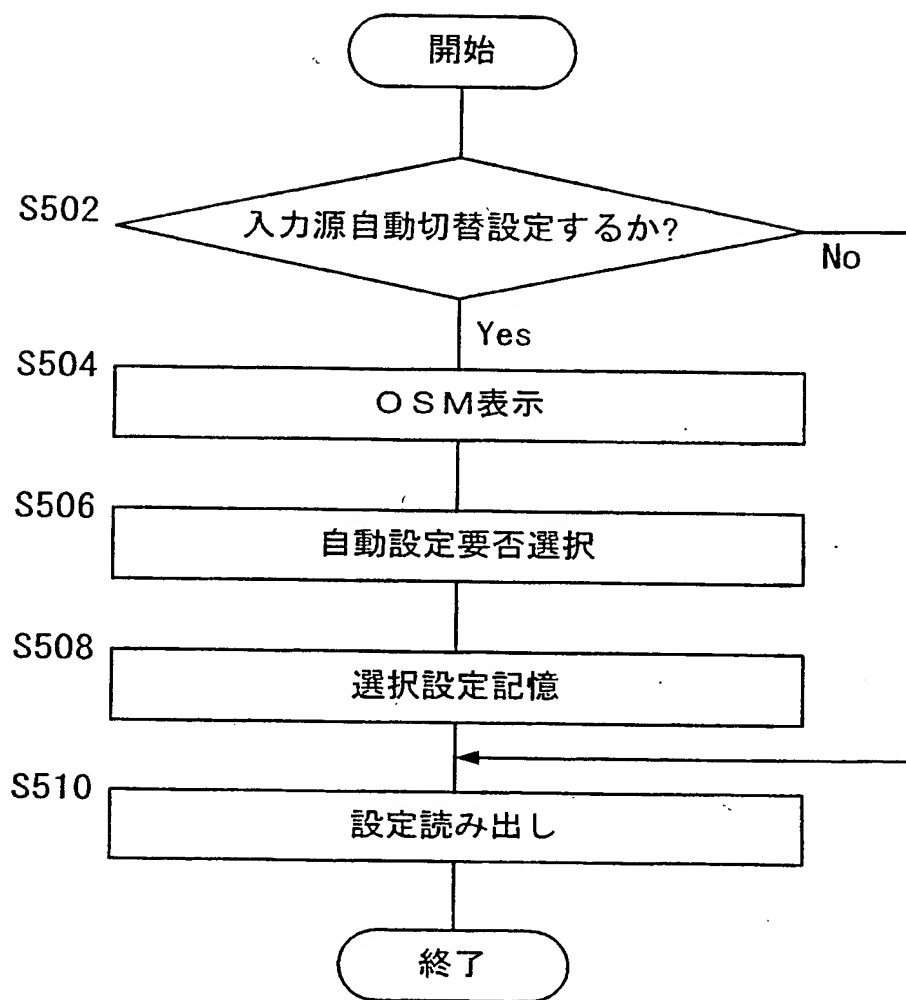 開始
S502
入力源自動切替設定するか?
No
Yes
S504
OSM表示
S506
自動設定要否選択
S508
選択設定記憶
S510
設定読み出し
終了